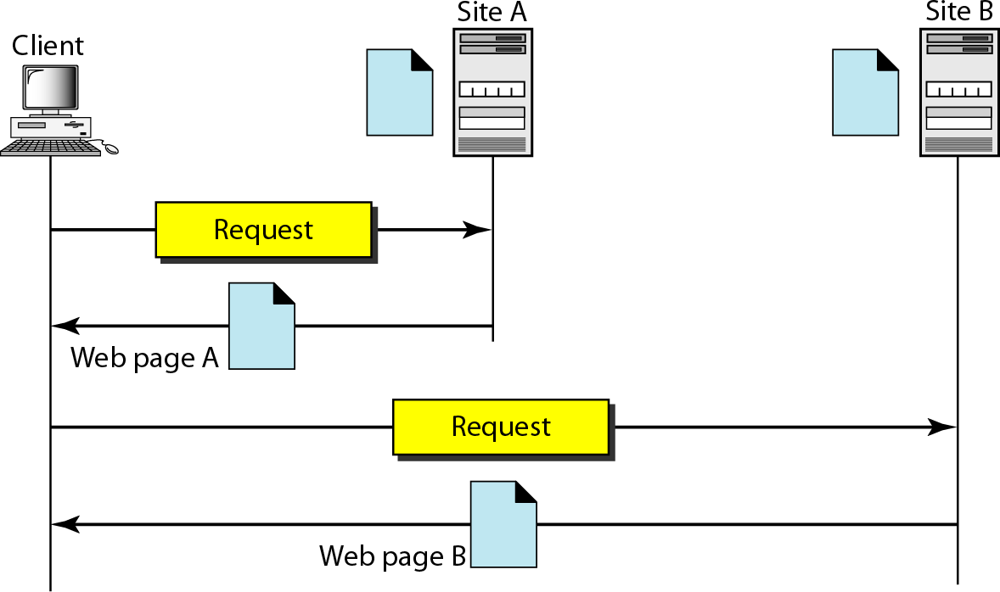 Site A
Site B
Client
Request
Web page A
Request
Web page B